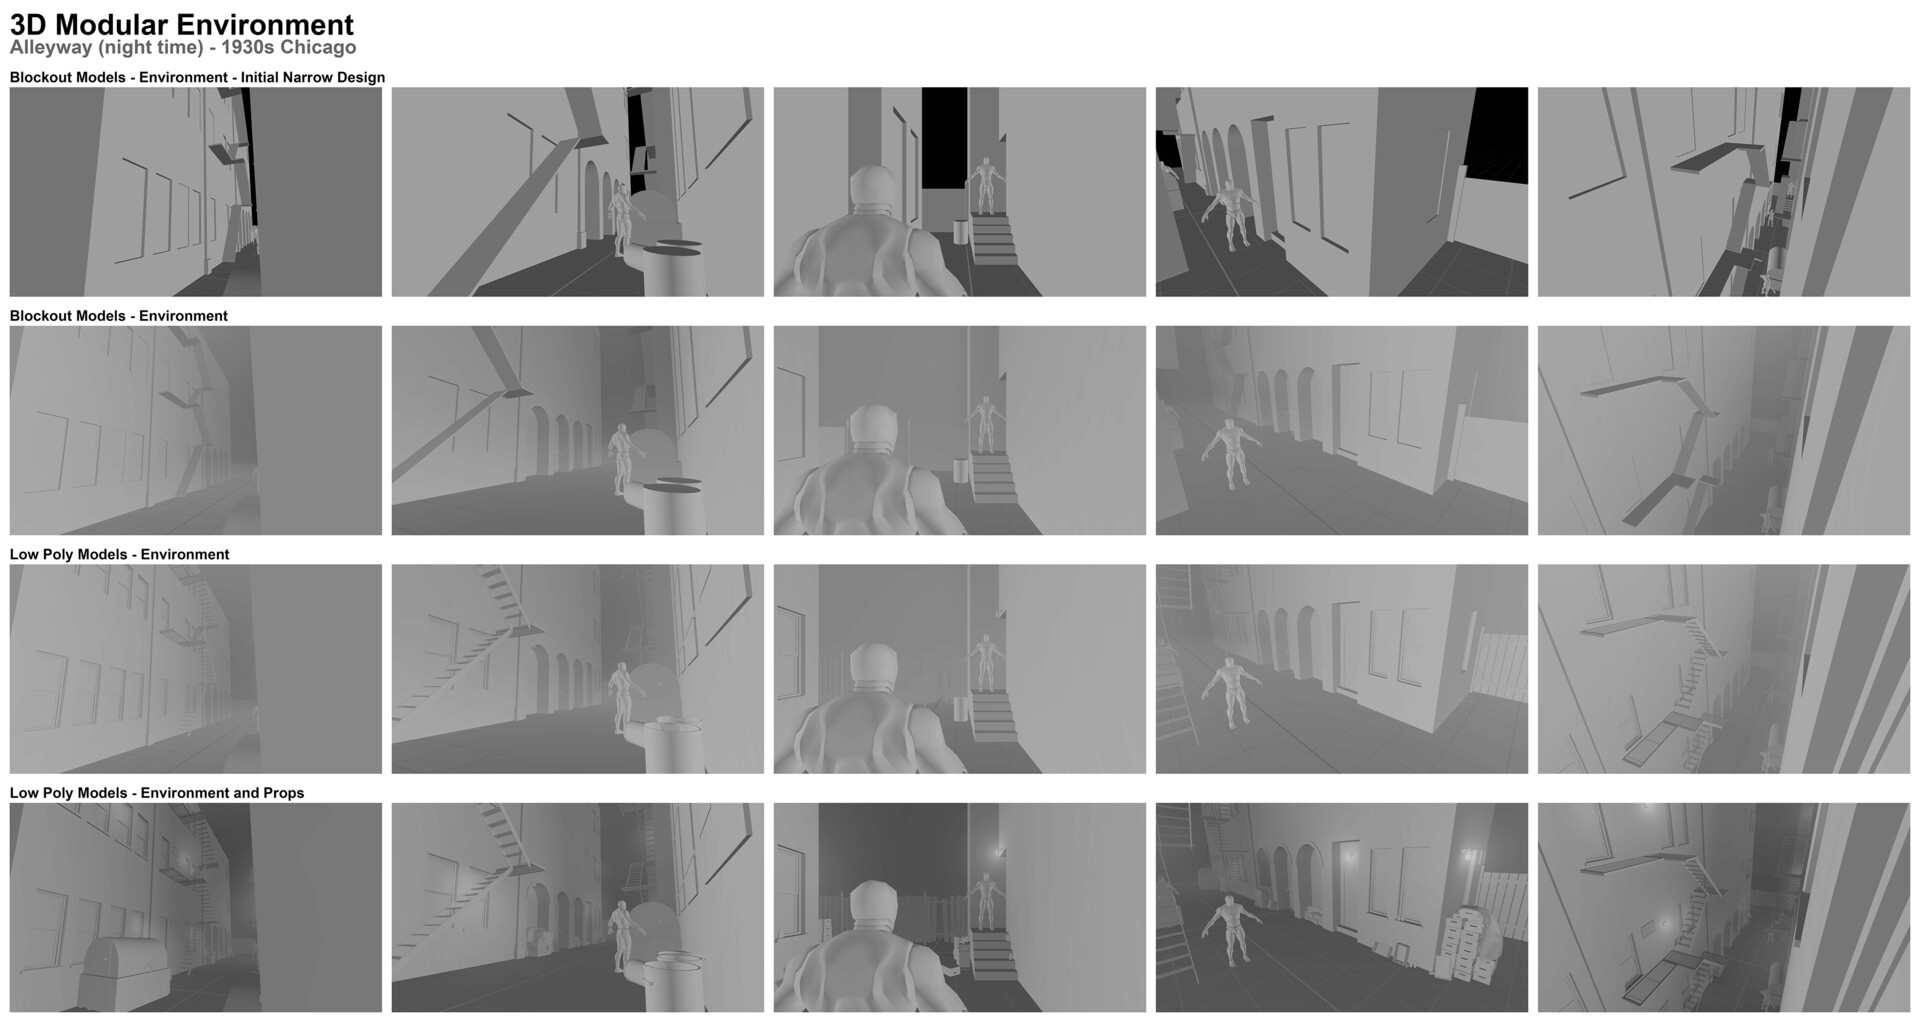 3D Modular Environment
Alleyway (night time) - 1930s Chicago
Blockout Models - Environment - Initial Narrow Design
Blockout Models - Environment
Low Poly Models - Environment
Low Poly Models - Environment and Props